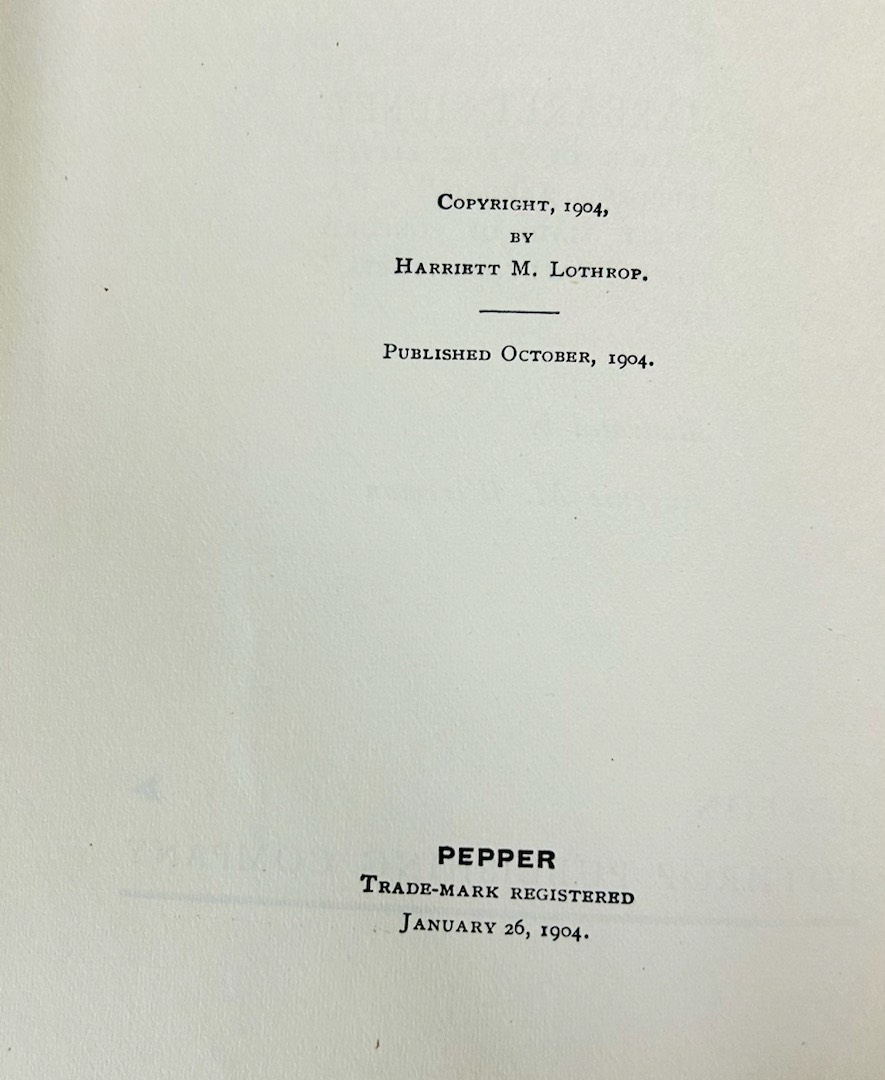 COPYRIGHT, 1904,
BY
HARRIETT M. LOTHROP.
PUBLISHED OCTOBER, 1904.
PEPPER
TRADE-MARK REGISTERED
JANUARY 26, 1904.